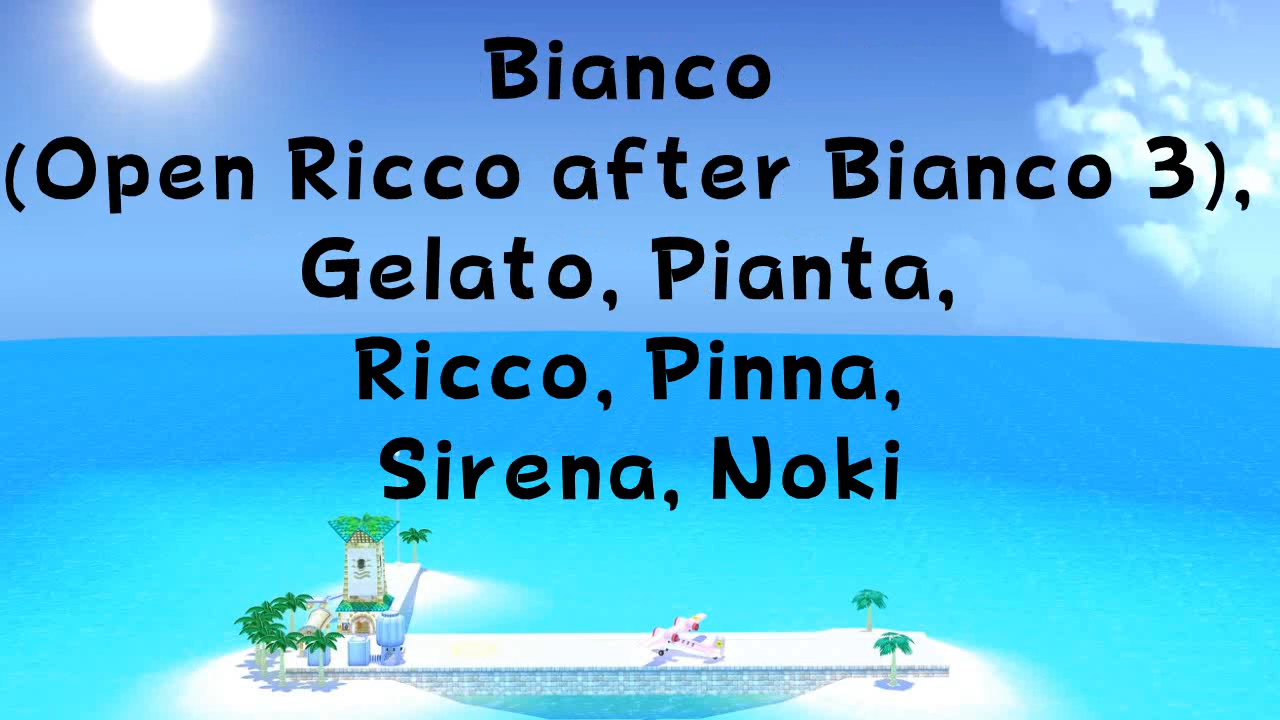 Bianco
(Open Ricco after Bianco 3),
Gelato, Pianta,
Ricco, Pinna,
Sirena, Noki